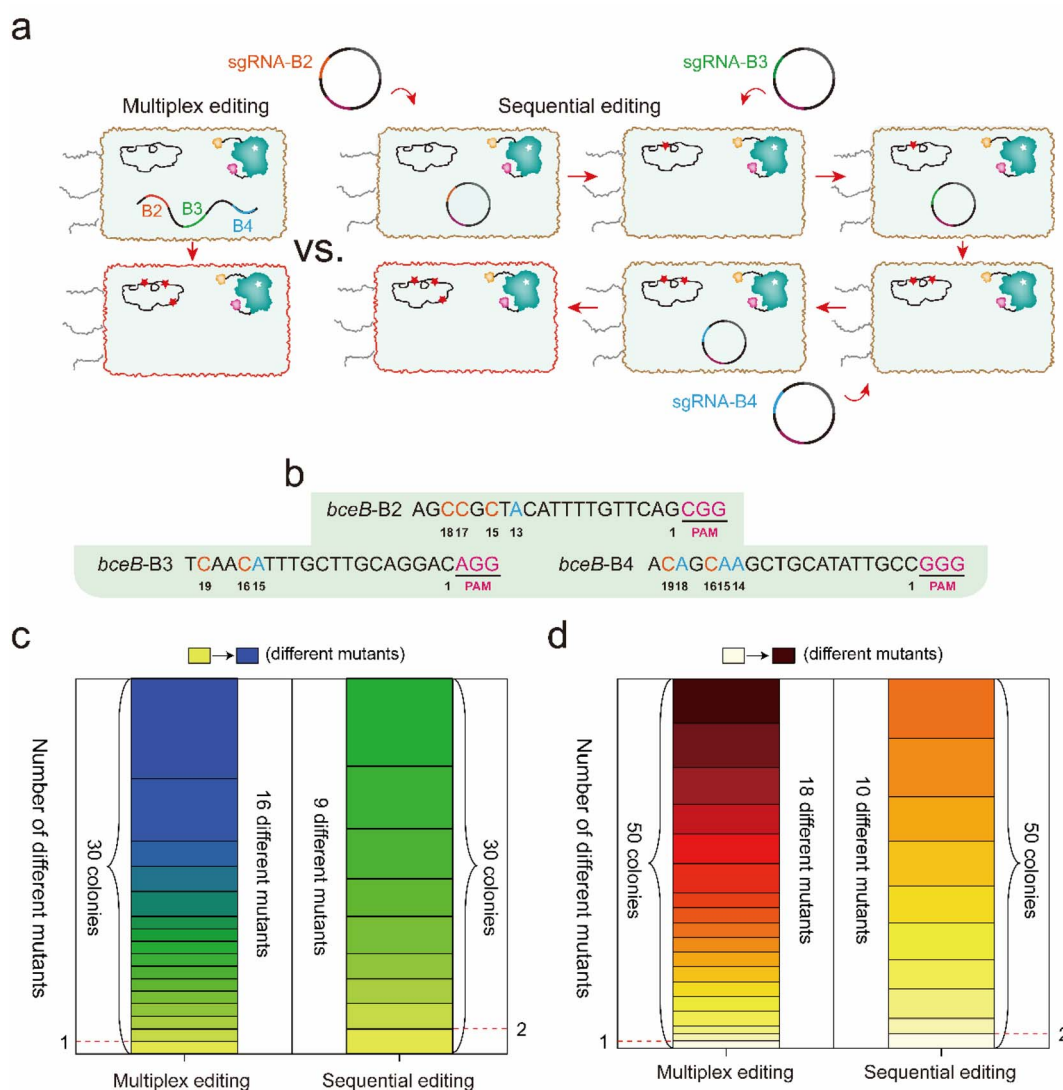 a
sgRNA-B2
sgRNA-B3
Multiplex editing
Sequential editing
B2
B3
B4
vs.
sgRNA-B4
b
bceB-B2 AGCCGCTACATTTTGTTCAGCGG
18 17 15 13 1 PAM
bceB-B3 TCAACATTTGCTTGCAGGACAGG
19 16 15 1 PAM
bceB-B4 ACAGCAAGCTGCATATTGCCGGG
19 18 16 15 14 1 PAM
c
(different mutants)
Number of different mutants
30 colonies
16 different mutants
9 different mutants
30 colonies
1
2
Multiplex editing
Sequential editing
d
(different mutants)
Number of different mutants
50 colonies
18 different mutants
10 different mutants
50 colonies
1
2
Multiplex editing
Sequential editing